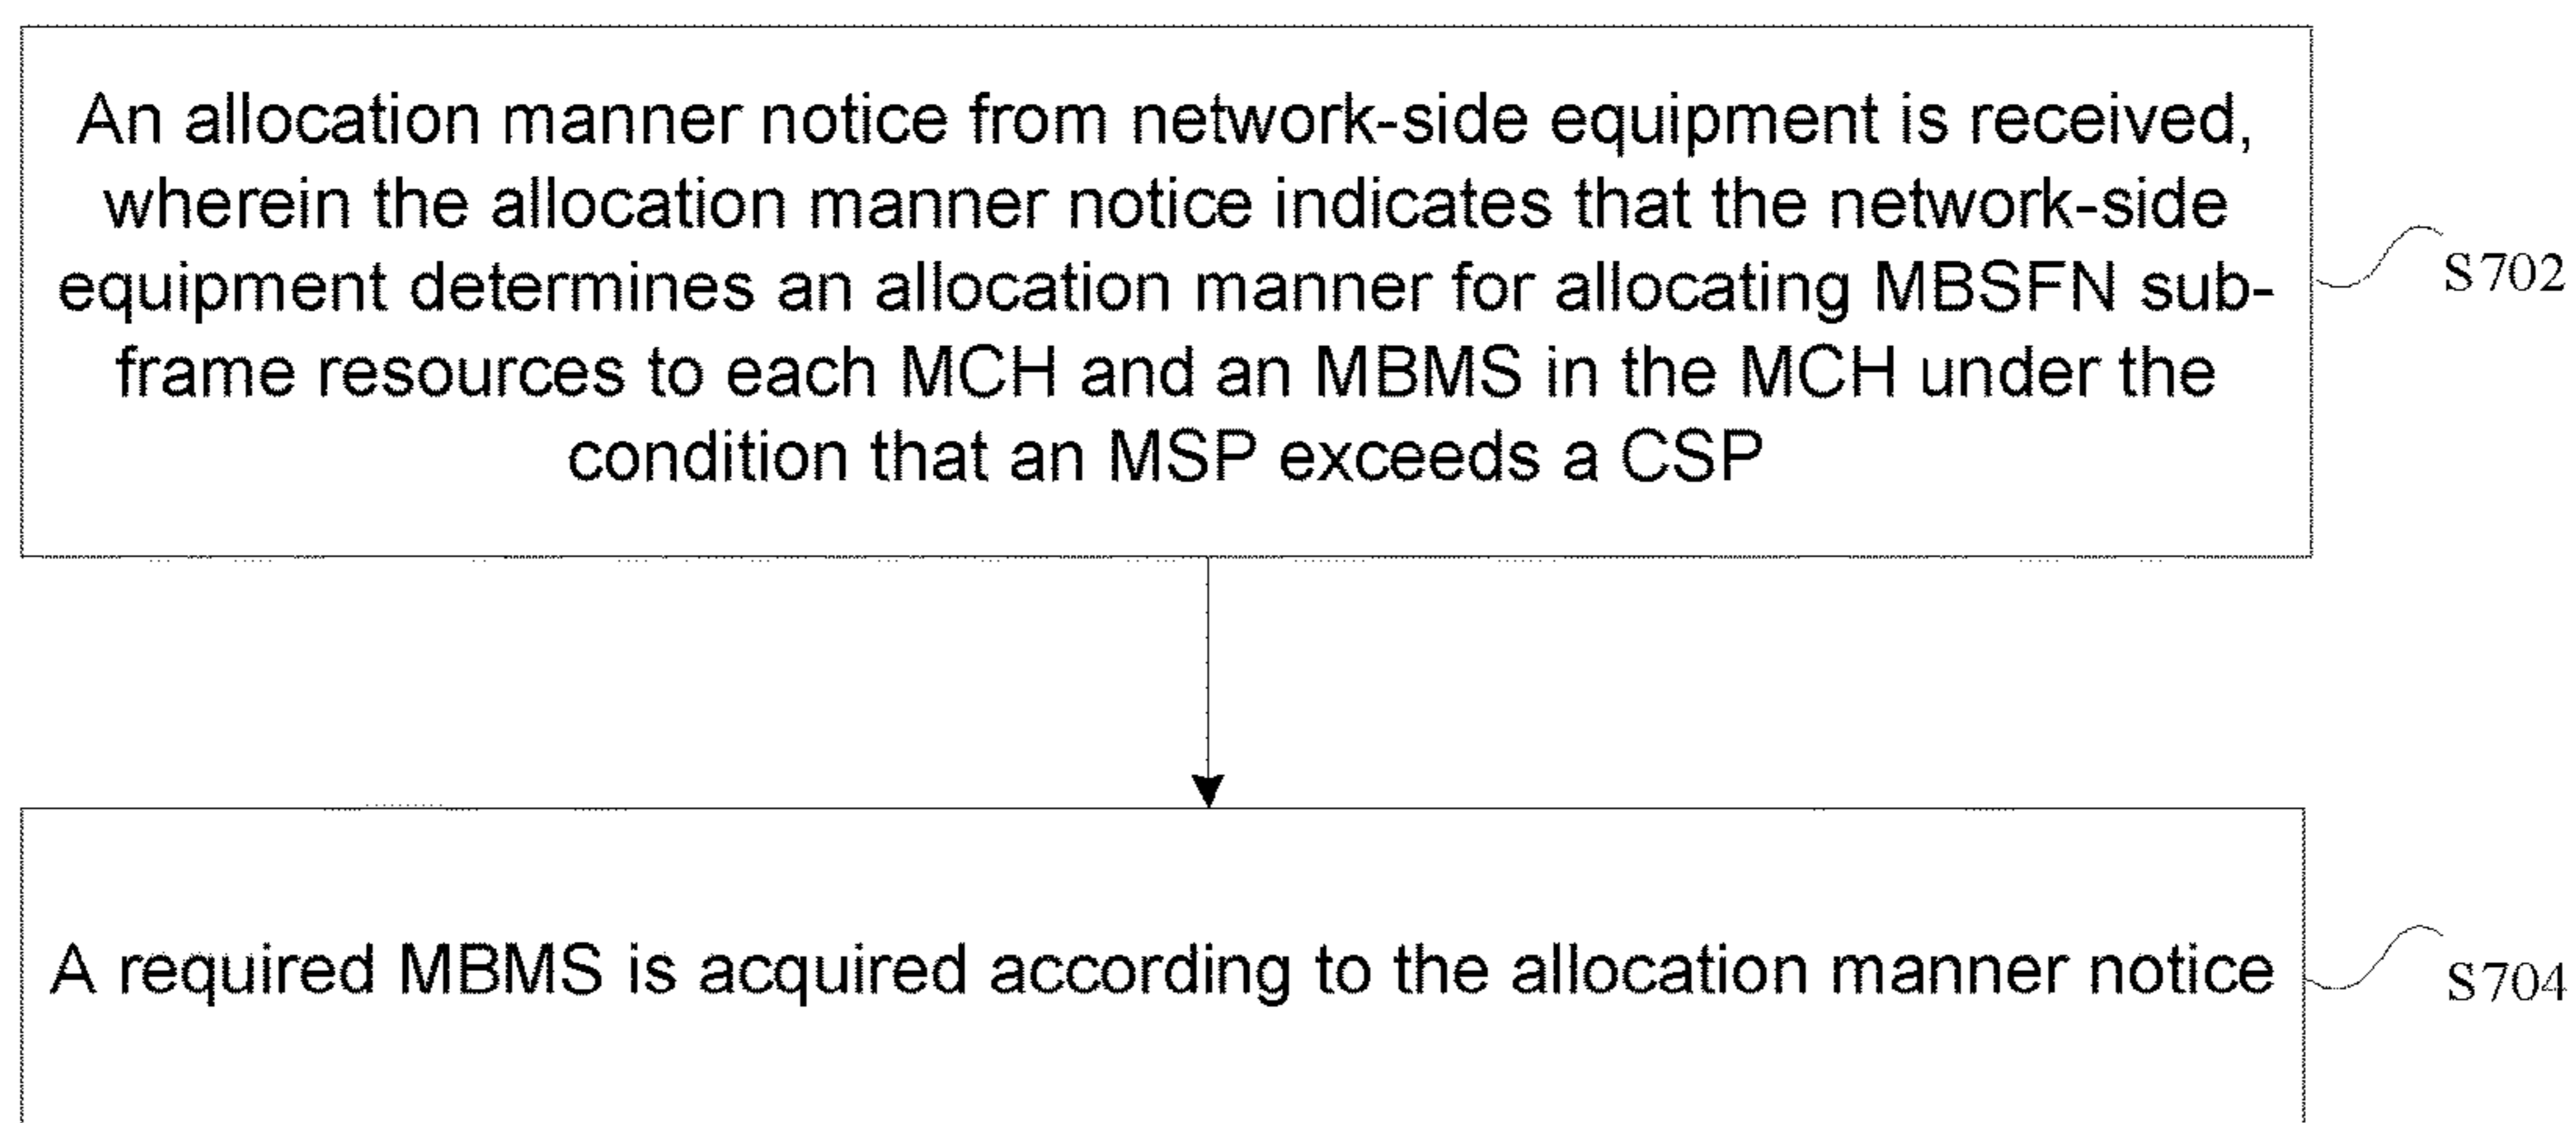 An allocation manner notice from network-side equipment is received,
wherein the allocation manner notice indicates that the network-side
equipment determines an allocation manner for allocating MBSFN sub-
frame resources to each MCH and an MBMS in the MCH under the
condition that an MSP exceeds a CSP
S702
A required MBMS is acquired according to the allocation manner notice
S704